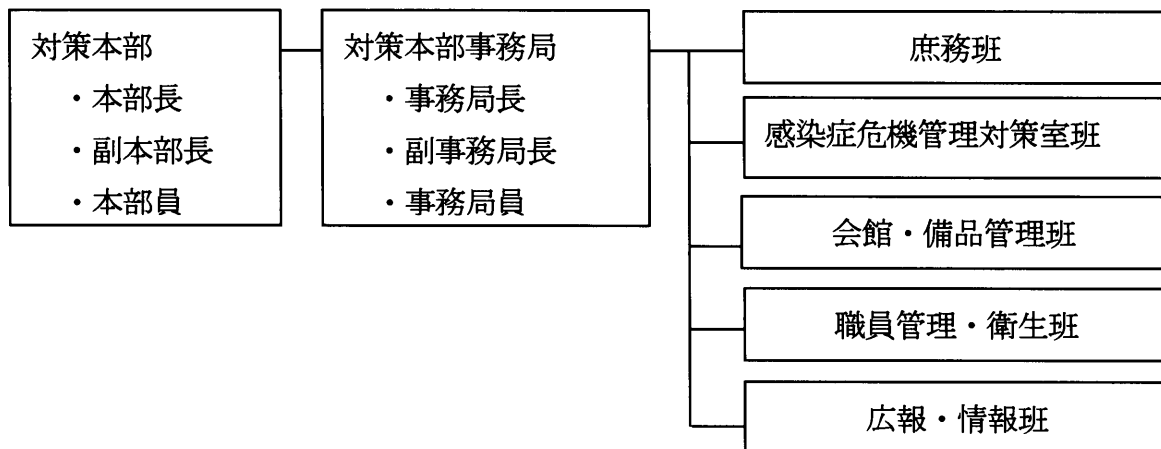 対策本部
・本部長
・副本部長
・本部員
対策本部事務局
・事務局長
・副事務局長
・事務局員
庶務班
感染症危機管理対策室班
会館・備品管理班
職員管理・衛生班
広報・情報班